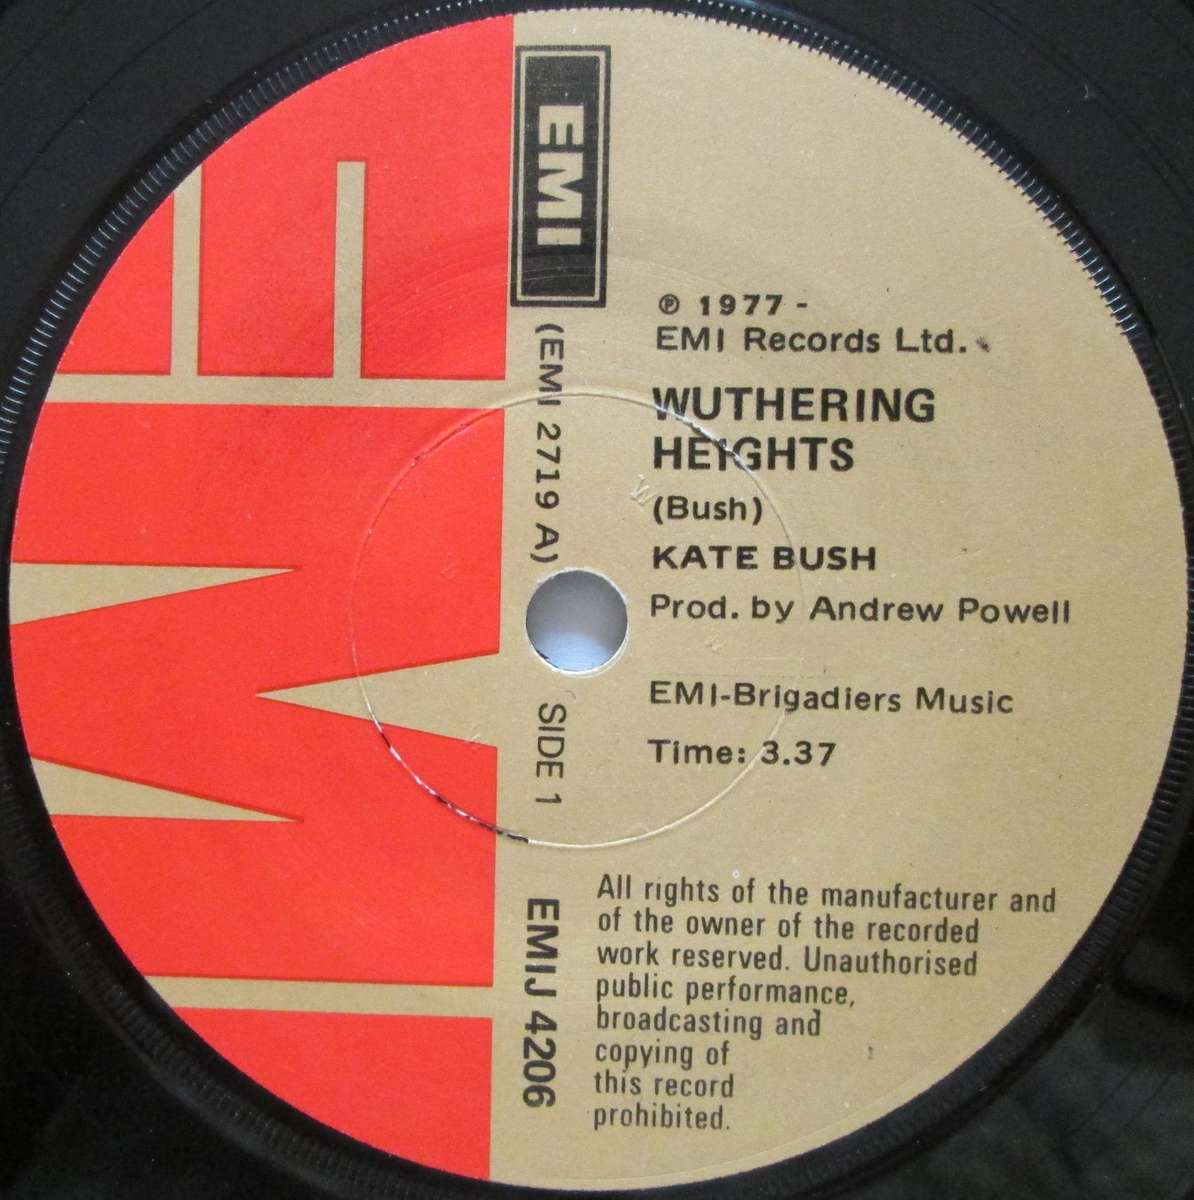 EMI
EMI
(EMI 2719 A)
SIDE 1
EMIJ 4206
℗ 1977 -
EMI Records Ltd.
WUTHERING
HEIGHTS
(Bush)
KATE BUSH
Prod. by Andrew Powell
EMI-Brigadiers Music
Time: 3.37
All rights of the manufacturer and
of the owner of the recorded
work reserved. Unauthorised
public performance,
broadcasting and
copying of
this record
prohibited.